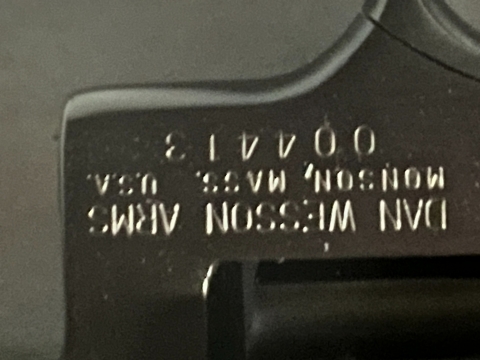 DAN WESSON ARMS
MONSON, MASS. U.S.A.
004413